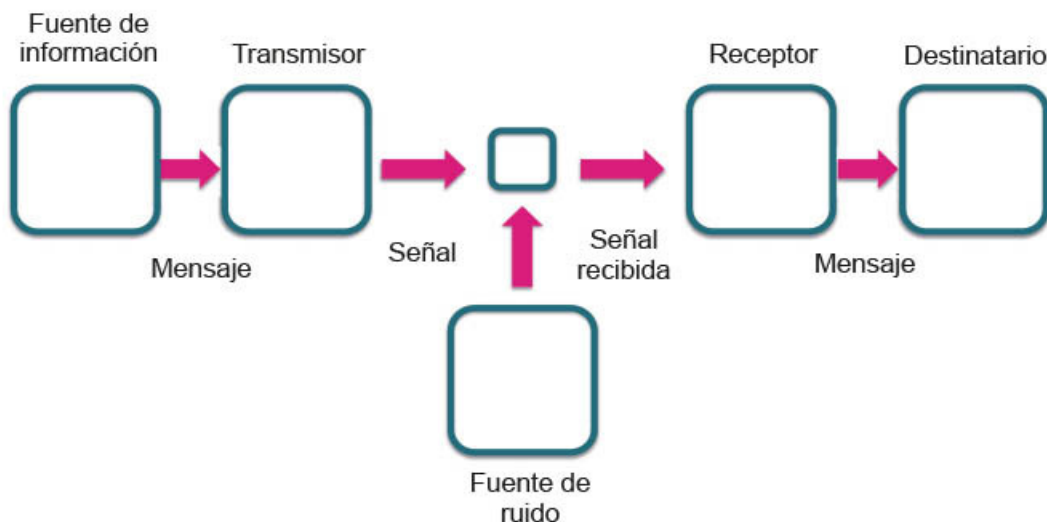 Fuente de
información
Transmisor
Receptor
Destinatario
Mensaje
Señal
Señal
recibida
Mensaje
Fuente de
ruido